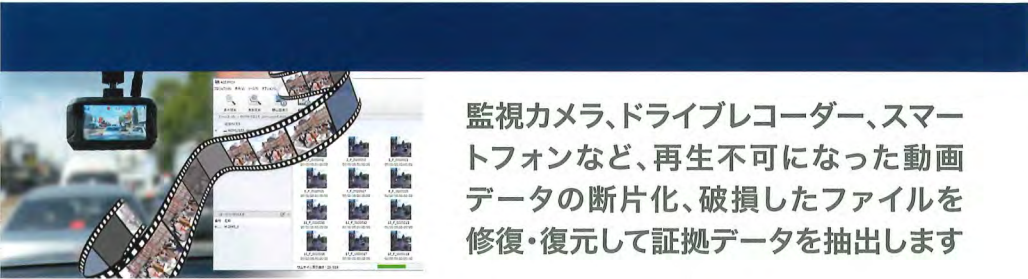 監視カメラ、ドライブレコーダー、スマー
トフォンなど、再生不可になった動画
データの断片化、破損したファイルを
修復・復元して証拠データを抽出します